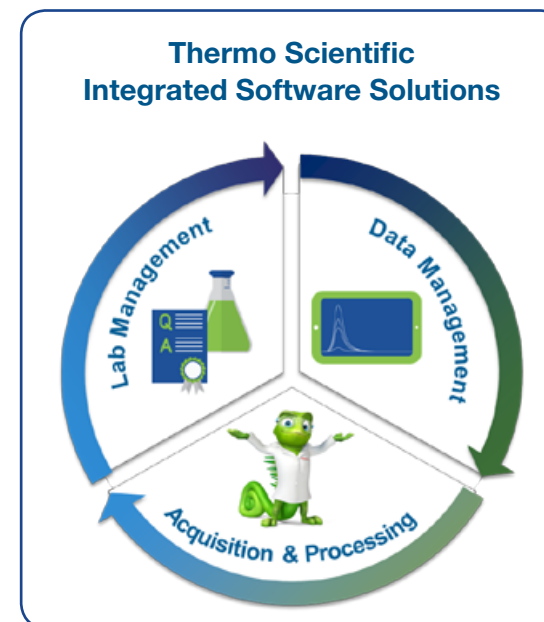 Thermo Scientific
Integrated Software Solutions
Lab Management
Data Management
Q
A
Acquisition & Processing